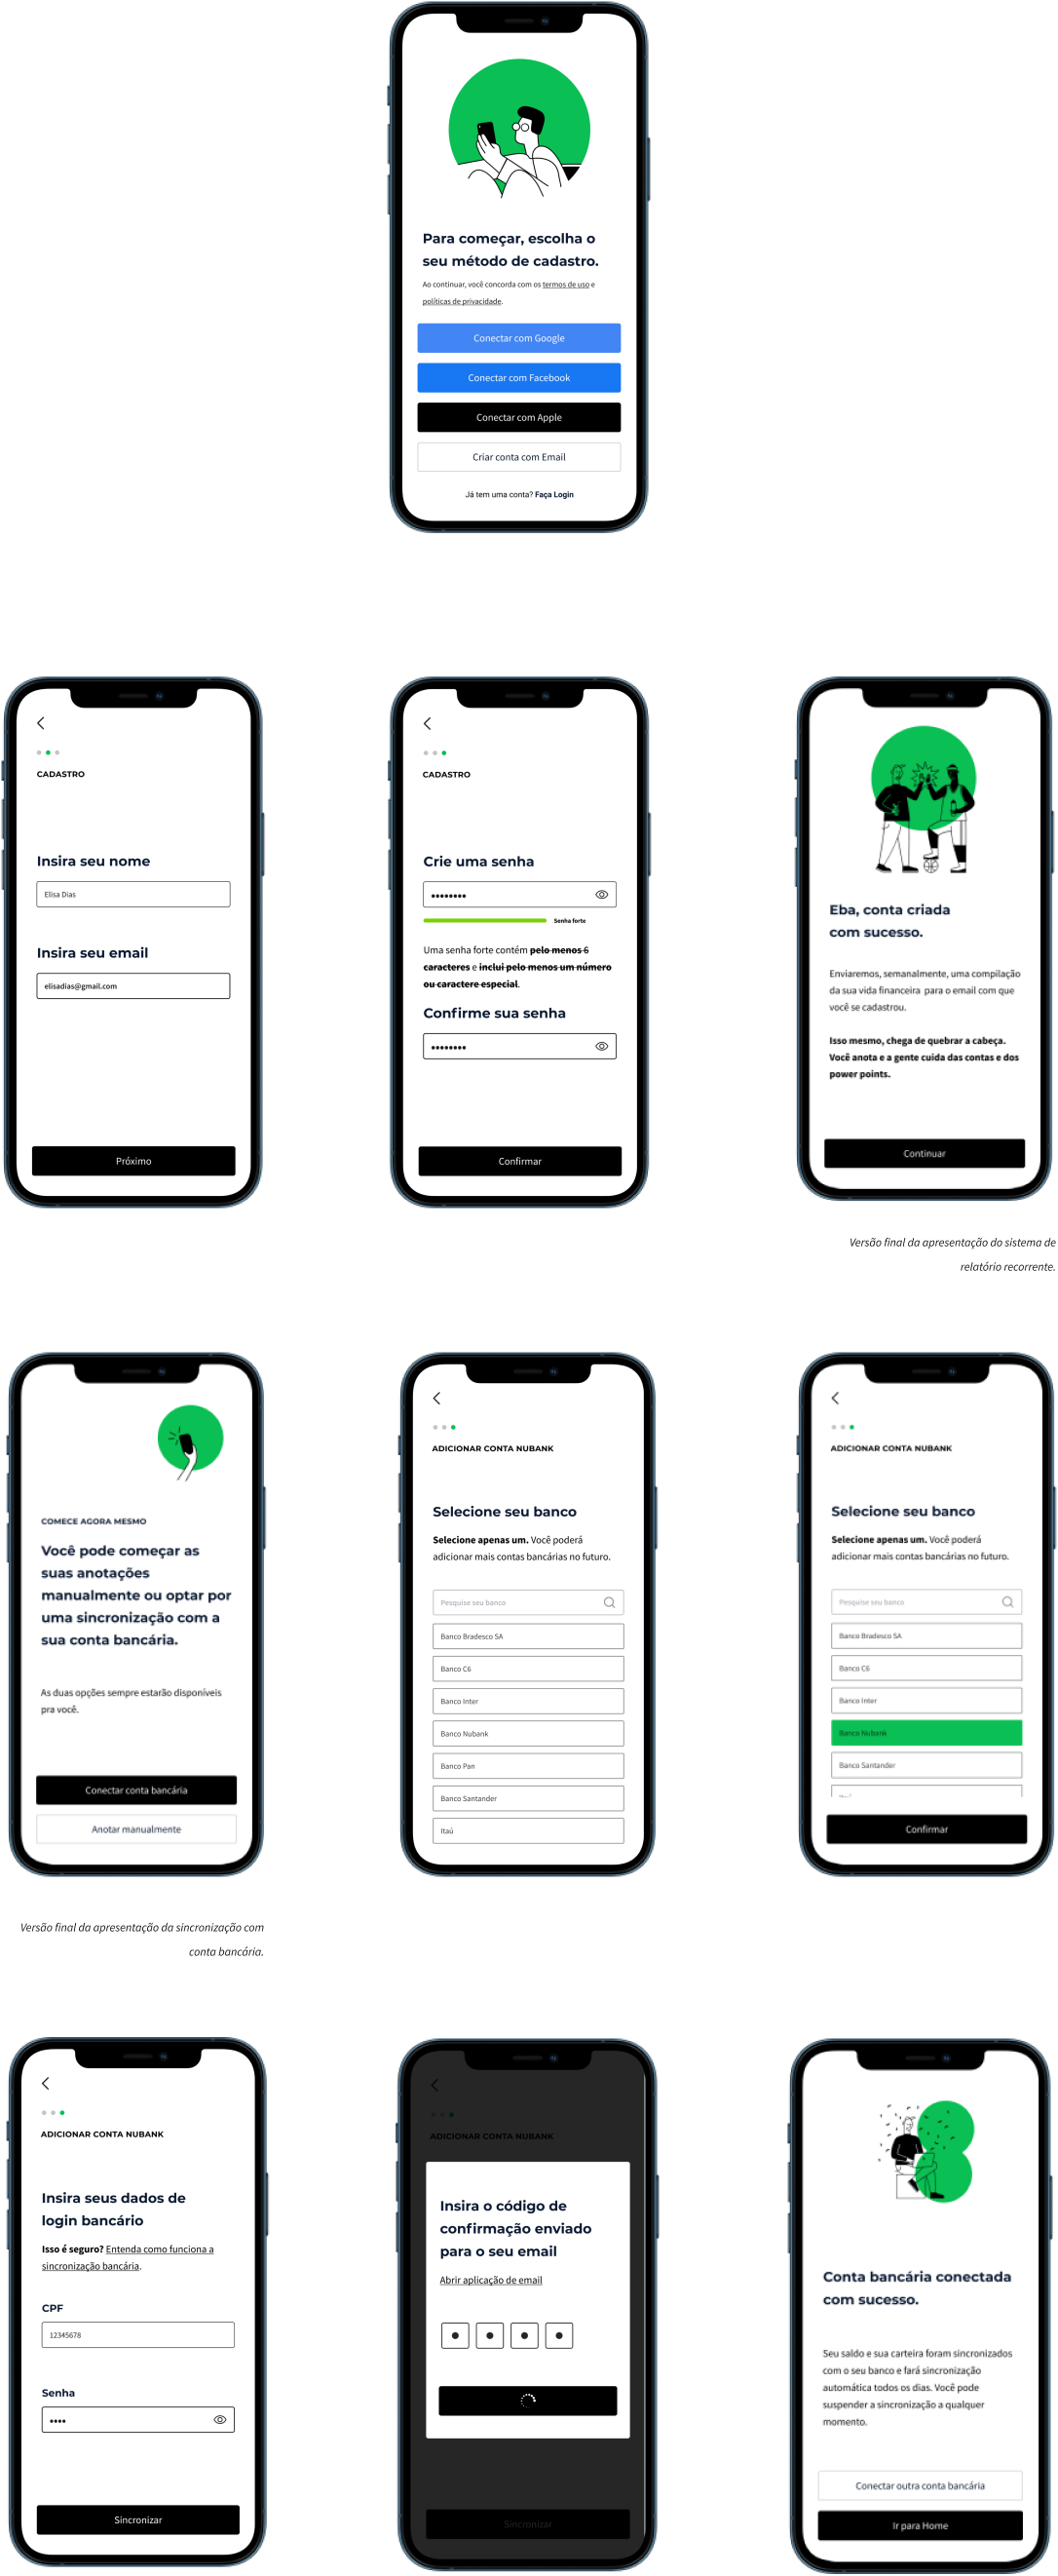 Para começar, escolha o
seu método de cadastro.
Ao continuar, você concorda com os termos de uso e
políticas de privacidade.
Conectar com Google
Conectar com Facebook
Conectar com Apple
Criar conta com Email
Já tem uma conta? Faça Login
CADASTRO
Insira seu nome
Elisa Dias
Insira seu email
elisadias@gmail.com
Próximo
CADASTRO
Crie uma senha
••••••••
Senha forte
Uma senha forte contém pelo menos 6
caracteres e inclui pelo menos um número
ou caractere especial.
Confirme sua senha
••••••••
Confirmar
Eba, conta criada
com sucesso.
Enviaremos, semanalmente, uma compilação
da sua vida financeira para o email com que
você se cadastrou.
Isso mesmo, chega de quebrar a cabeça.
Você anota e a gente cuida das contas e dos
power points.
Continuar
Versão final da apresentação do sistema de
relatório recorrente.
COMECE AGORA MESMO
Você pode começar as
suas anotações
manualmente ou optar por
uma sincronização com a
sua conta bancária.
As duas opções sempre estarão disponíveis
pra você.
Conectar conta bancária
Anotar manualmente
Versão final da apresentação da sincronização com
conta bancária.
ADICIONAR CONTA NUBANK
Selecione seu banco
Selecione apenas um. Você poderá
adicionar mais contas bancárias no futuro.
Pesquise seu banco
Banco Bradesco SA
Banco C6
Banco Inter
Banco Nubank
Banco Pan
Banco Santander
Itaú
ADICIONAR CONTA NUBANK
Selecione seu banco
Selecione apenas um. Você poderá
adicionar mais contas bancárias no futuro.
Pesquise seu banco
Banco Bradesco SA
Banco C6
Banco Inter
Banco Nubank
Banco Santander
Confirmar
ADICIONAR CONTA NUBANK
Insira seus dados de
login bancário
Isso é seguro? Entenda como funciona a
sincronização bancária.
CPF
12345678
Senha
••••
Sincronizar
ADICIONAR CONTA NUBANK
Insira o código de
confirmação enviado
para o seu email
Abrir aplicação de email
Sincronizar
Conta bancária conectada
com sucesso.
Seu saldo e sua carteira foram sincronizados
com o seu banco e fará sincronização
automática todos os dias. Você pode
suspender a sincronização a qualquer
momento.
Conectar outra conta bancária
Ir para Home